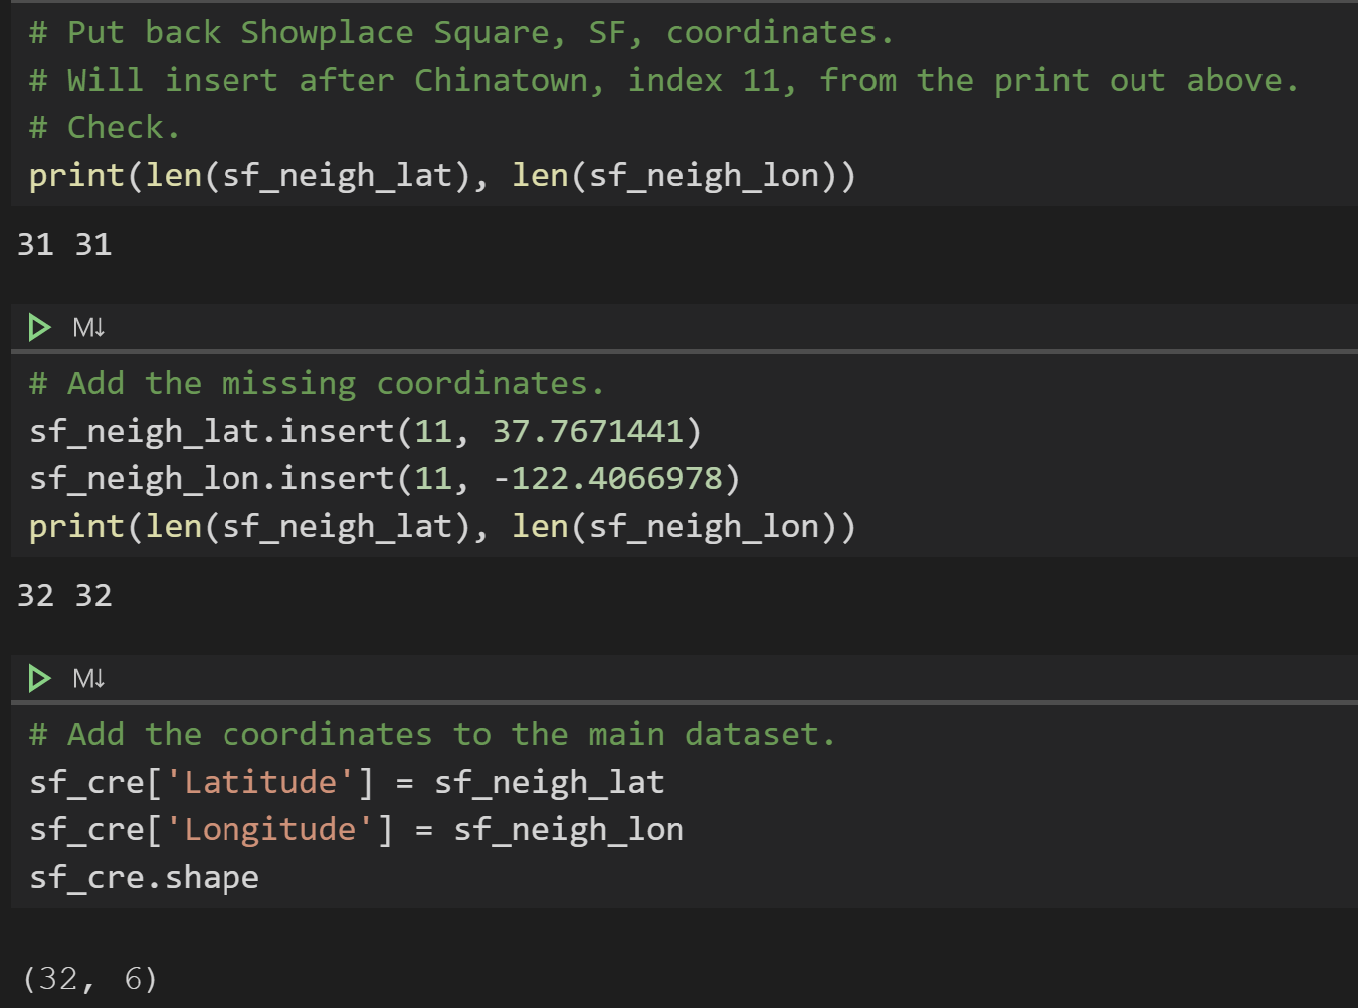 # Put back Showplace Square, SF, coordinates.
# Will insert after Chinatown, index 11, from the print out above.
# Check.
print(len(sf_neigh_lat), len(sf_neigh_lon))
31 31
M↓
# Add the missing coordinates.
sf_neigh_lat.insert(11, 37.7671441)
sf_neigh_lon.insert(11, -122.4066978)
print(len(sf_neigh_lat), len(sf_neigh_lon))
32 32
M↓
# Add the coordinates to the main dataset.
sf_cre['Latitude'] = sf_neigh_lat
sf_cre['Longitude'] = sf_neigh_lon
sf_cre.shape
(32, 6)